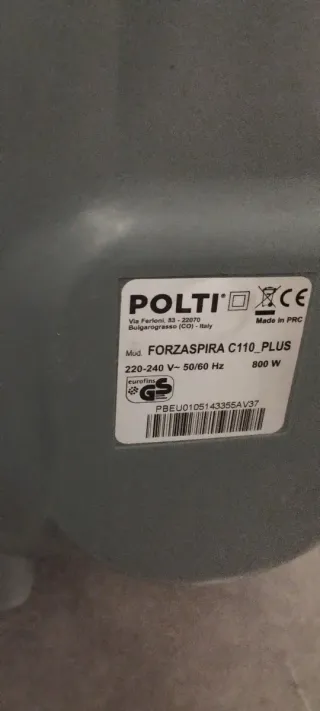 POLTI®
Via Ferloni, 83 - 22070
Bulgarograsso (CO) - Italy
Made in PRC
Mod. FORZASPIRA C110_PLUS
220-240 V~ 50/60 Hz 800 W
eurofins
GS
PBEU0105143355AV37